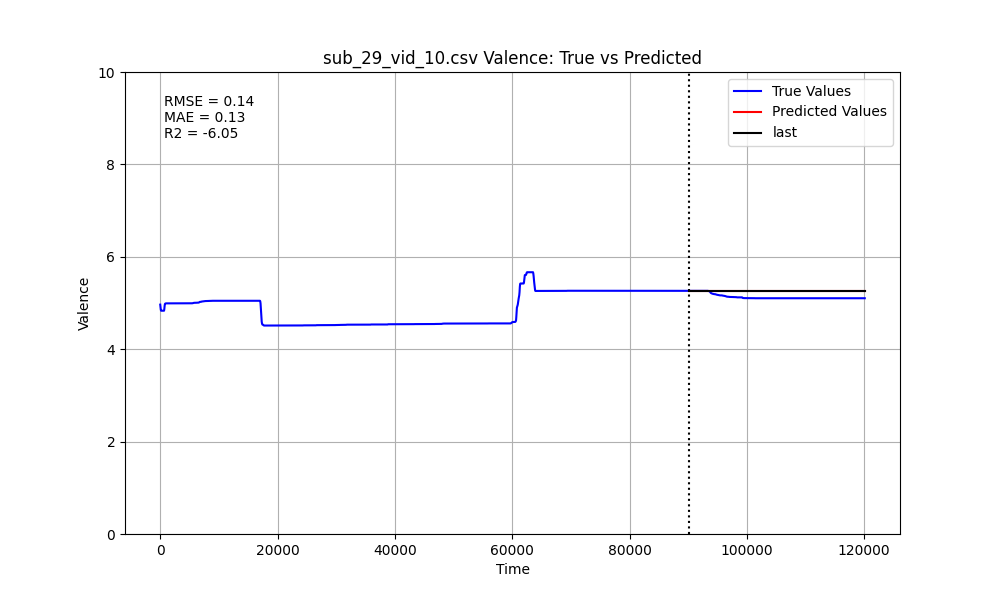 sub_29_vid_10.csv Valence: True vs Predicted
RMSE = 0.14
MAE = 0.13
R2 = -6.05
True Values
Predicted Values
last
10
8
6
4
2
0
Valence
0
20000
40000
60000
80000
100000
120000
Time